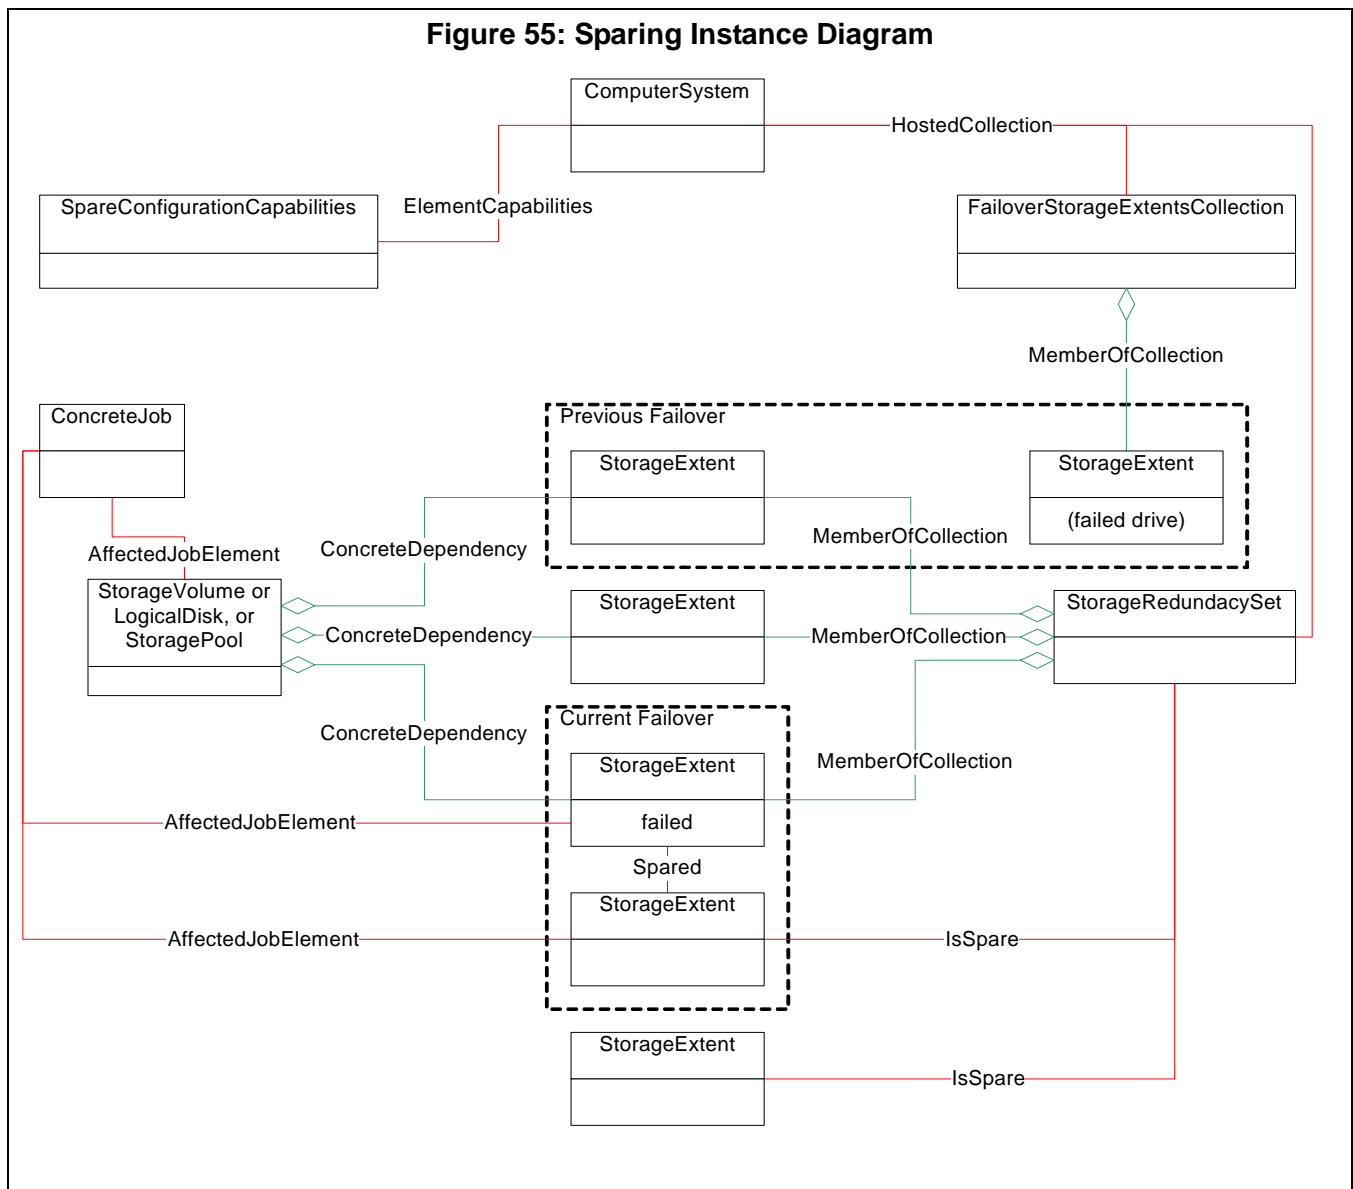 Figure 55: Sparing Instance Diagram
ComputerSystem
HostedCollection
SpareConfigurationCapabilities
ElementCapabilities
FailoverStorageExtentsCollection
MemberOfCollection
ConcreteJob
Previous Failover
StorageExtent
StorageExtent
(failed drive)
MemberOfCollection
ConcreteDependency
AffectedJobElement
StorageVolume or
LogicalDisk, or
StoragePool
StorageExtent
StorageRedundacySet
ConcreteDependency
MemberOfCollection
Current Failover
ConcreteDependency
StorageExtent
MemberOfCollection
AffectedJobElement
failed
Spared
StorageExtent
AffectedJobElement
IsSpare
StorageExtent
IsSpare